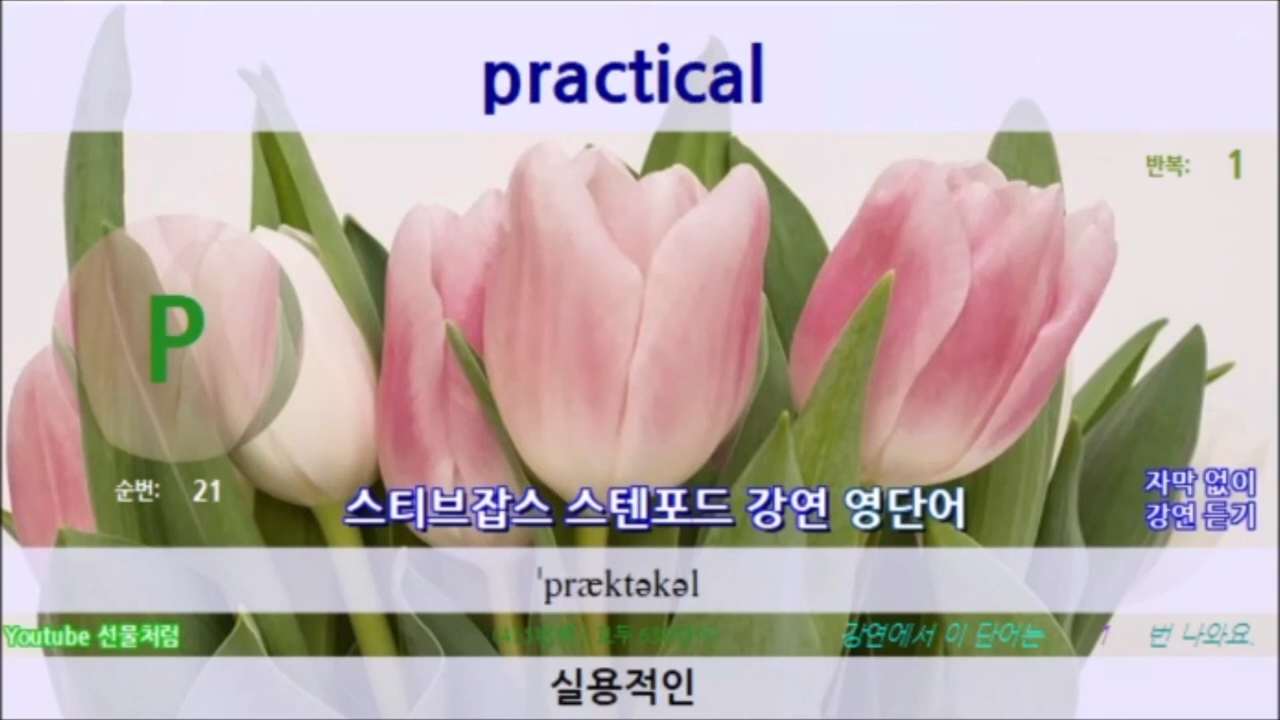 practical
반복: 1
P
순번: 21
스티브잡스 스텐포드 강연 영단어
자막 없이
강연 듣기
ˈpræktəkəl
Youtube 선물처럼
모두
강연에서 이 단어는 1 번 나와요.
실용적인